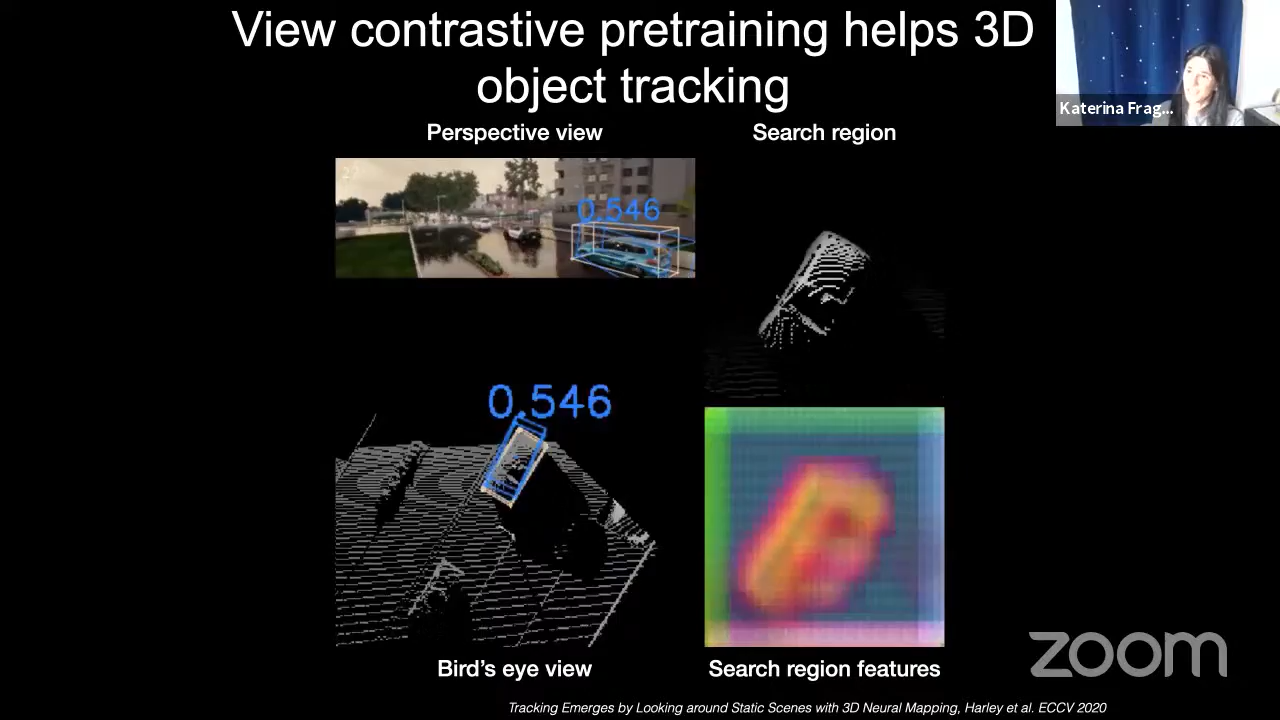 View contrastive pretraining helps 3D
object tracking
Katerina Frag...
Perspective view
Search region
0.546
0.546
Bird's eye view
Search region features
zoom
Tracking Emerges by Looking around Static Scenes with 3D Neural Mapping, Harley et al. ECCV 2020